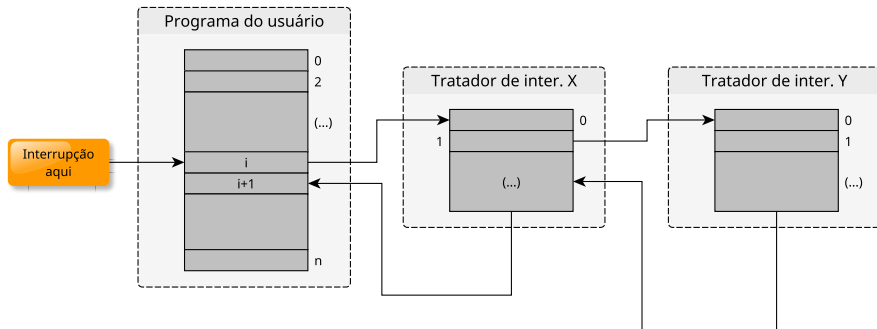 Programa do usuário
0
2
(...)
Interrupção
aqui
i
i+1
n
Tratador de inter. X
0
1
(...)
Tratador de inter. Y
0
1
(...)